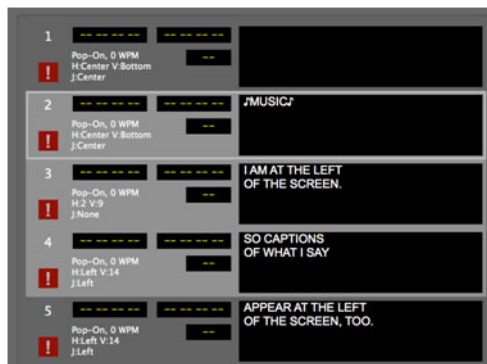 1
-- -- -- -- -- -- -- --
Pop-On, 0 WPM
--
H:Center V:Bottom
J:Center
!
2
-- -- -- -- -- -- -- --
♪MUSIC♪
Pop-On, 0 WPM
--
H:Center V:Bottom
J:Center
!
3
-- -- -- -- -- -- -- --
I AM AT THE LEFT
OF THE SCREEN.
Pop-On, 0 WPM
--
H:2 V:9
J:None
!
4
-- -- -- -- -- -- -- --
SO CAPTIONS
OF WHAT I SAY
Pop-On, 0 WPM
--
H:Left V:14
J:Left
!
5
-- -- -- -- -- -- -- --
APPEAR AT THE LEFT
OF THE SCREEN, TOO.
Pop-On, 0 WPM
--
H:Left V:14
J:Left
!